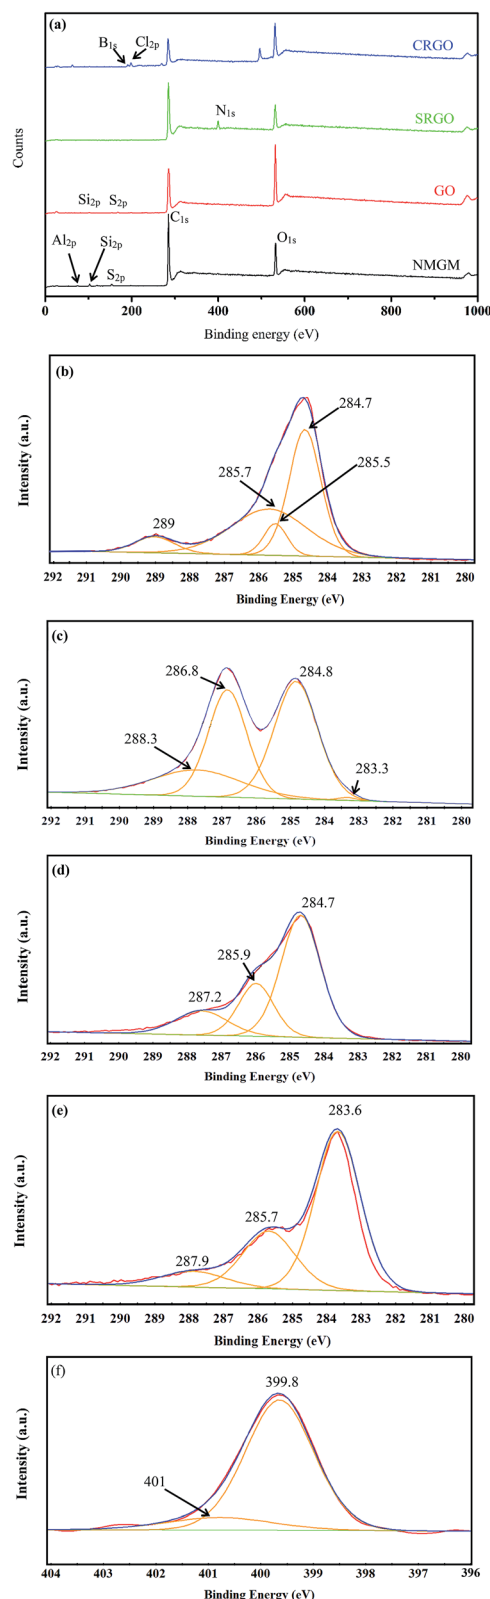 (a)
B1s Cl2p CRGO
N1s SRGO
Si2p S2p GO
C1s
Al2p Si2p O1s
S2p NMGM
Counts
0 200 400 600 800 1000
Binding energy (eV)
(b)
284.7
285.7 285.5
289
Intensity (a.u.)
292 291 290 289 288 287 286 285 284 283 282 281 280
Binding Energy (eV)
(c)
286.8 284.8
288.3
283.3
Intensity (a.u.)
292 291 290 289 288 287 286 285 284 283 282 281 280
Binding Energy (eV)
(d)
284.7
285.9
287.2
Intensity (a.u.)
292 291 290 289 288 287 286 285 284 283 282 281 280
Binding Energy (eV)
(e)
283.6
285.7
287.9
Intensity (a.u.)
291 291 290 289 288 287 286 285 284 283 282 281 280
Binding Energy (eV)
(f)
399.8
401
Intensity (a.u.)
404 403 402 401 400 399 398 397 396
Binding Energy (eV)